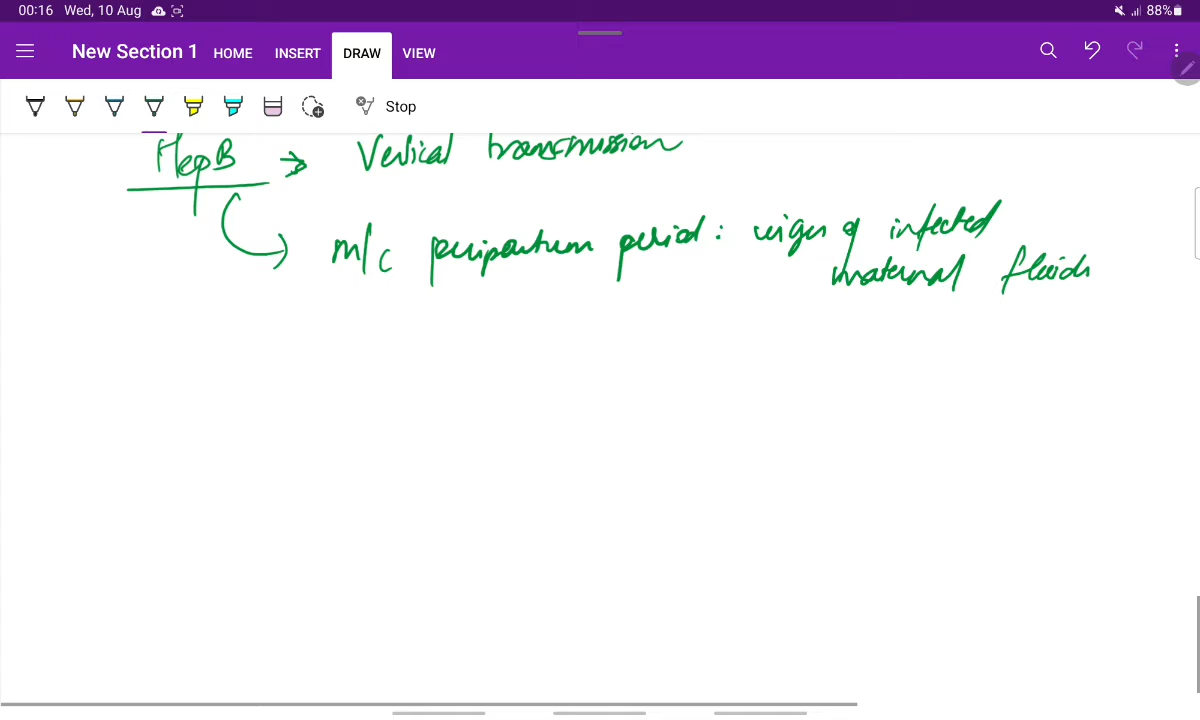 00:16 Wed, 10 Aug 88%
New Section 1 HOME INSERT DRAW VIEW
Stop
HepB → Vertical transmission
m/c peripartum period : of infected
maternal fluids